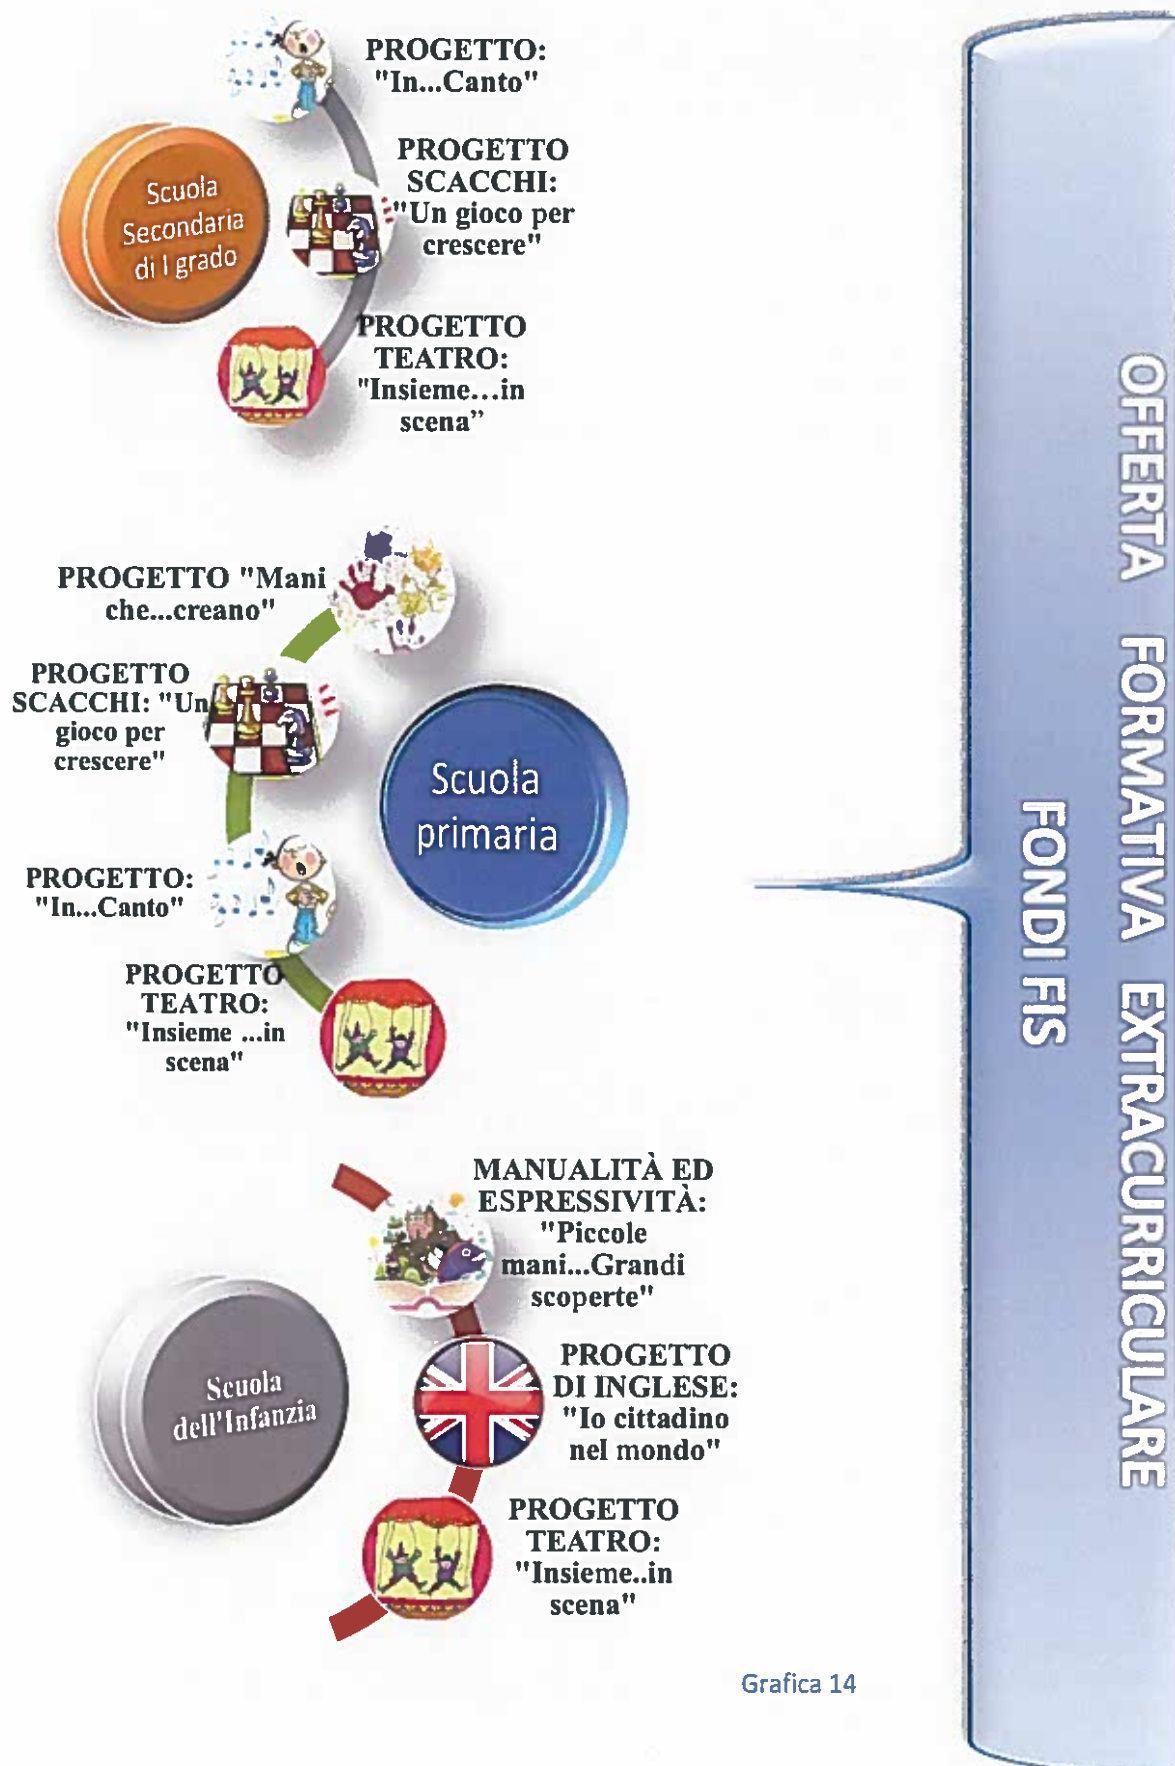 PROGETTO:
"In...Canto"
PROGETTO
SCACCHI:
"Un gioco per
crescere"
PROGETTO
TEATRO:
"Insieme...in
scena”
Scuola
Secondaria
di I grado
PROGETTO "Mani
che...creano"
PROGETTO
SCACCHI: "Un
gioco per
crescere"
PROGETTO:
"In...Canto"
PROGETTO
TEATRO:
"Insieme ...in
scena"
Scuola
primaria
MANUALITÀ ED
ESPRESSIVITÀ:
"Piccole
mani...Grandi
scoperte"
PROGETTO
DI INGLESE:
"Io cittadino
nel mondo"
PROGETTO
TEATRO:
"Insieme..in
scena"
Scuola
dell'Infanzia
OFFERTA FORMATIVA EXTRACURRICULARE
FONDI FIS
Grafica 14